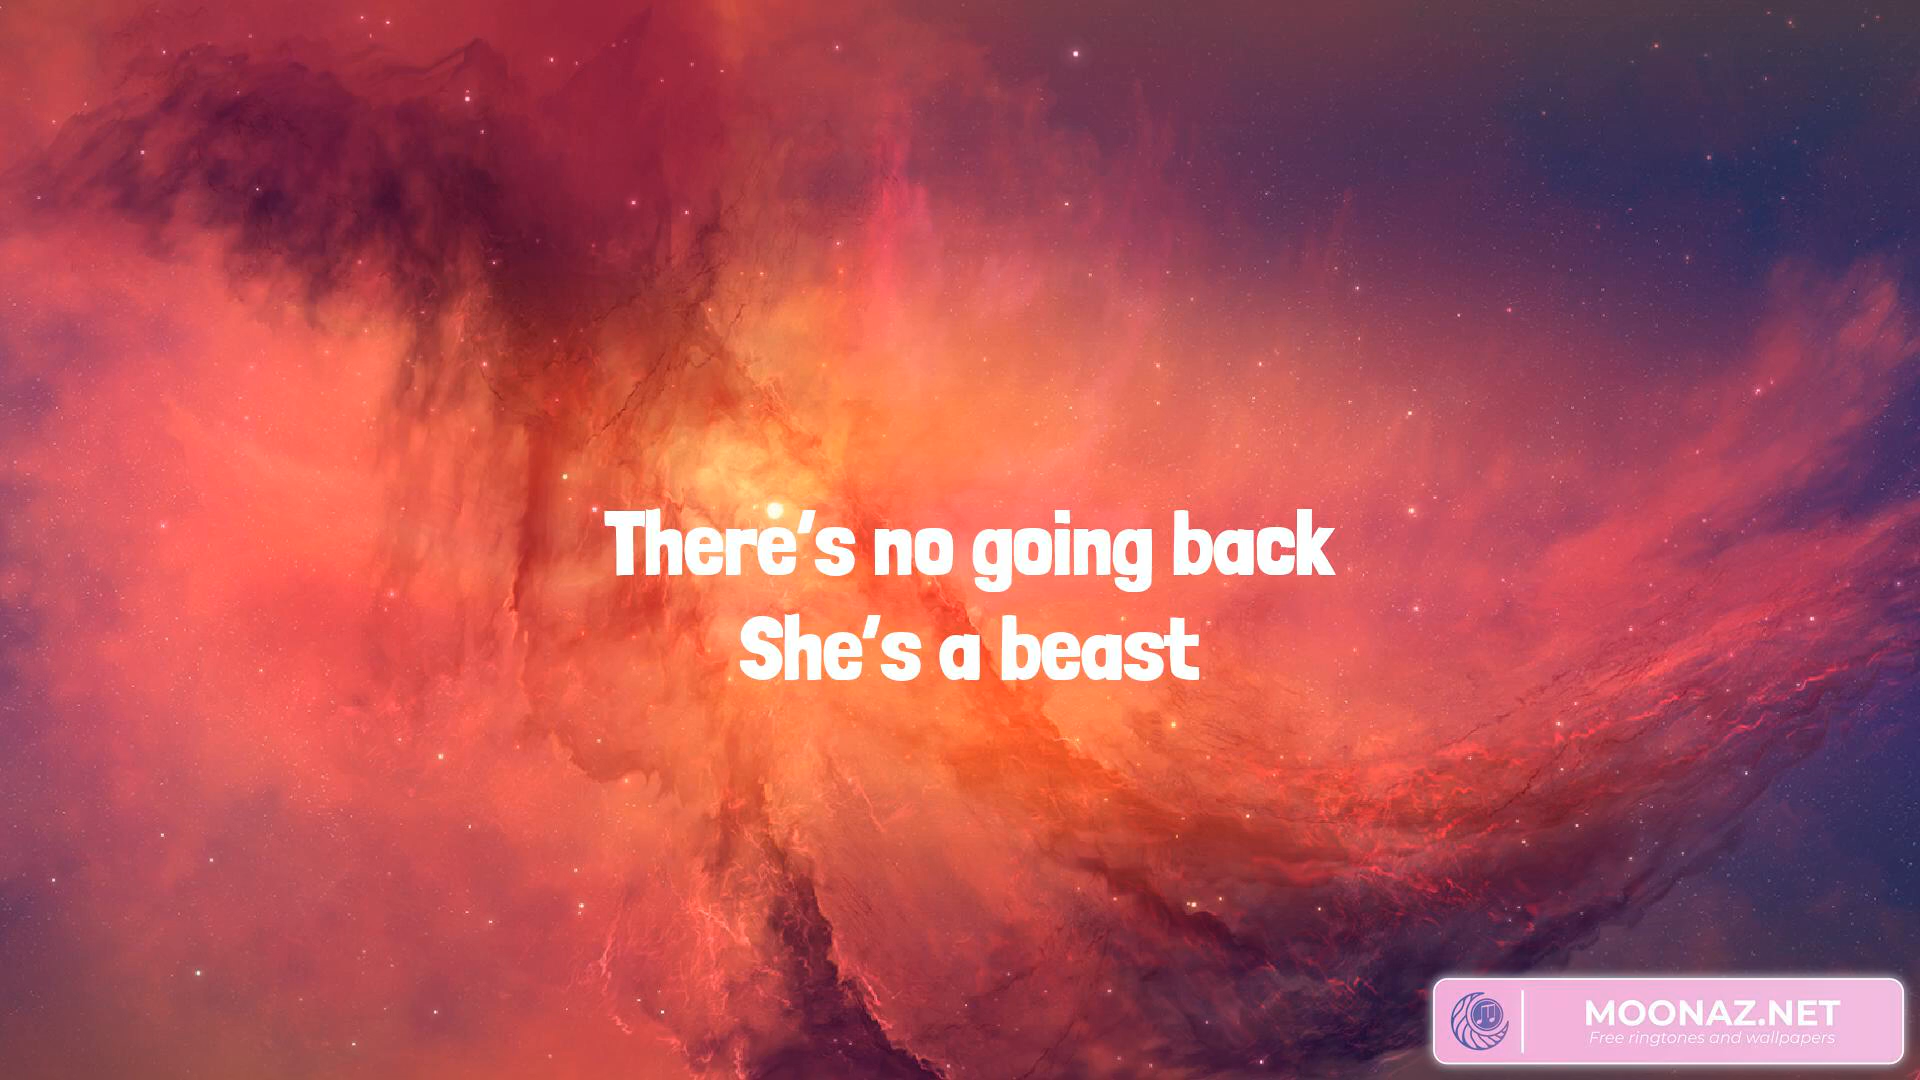 There's no going back
She's a beast
MOONAZ.NET
Free ringtones and wallpapers